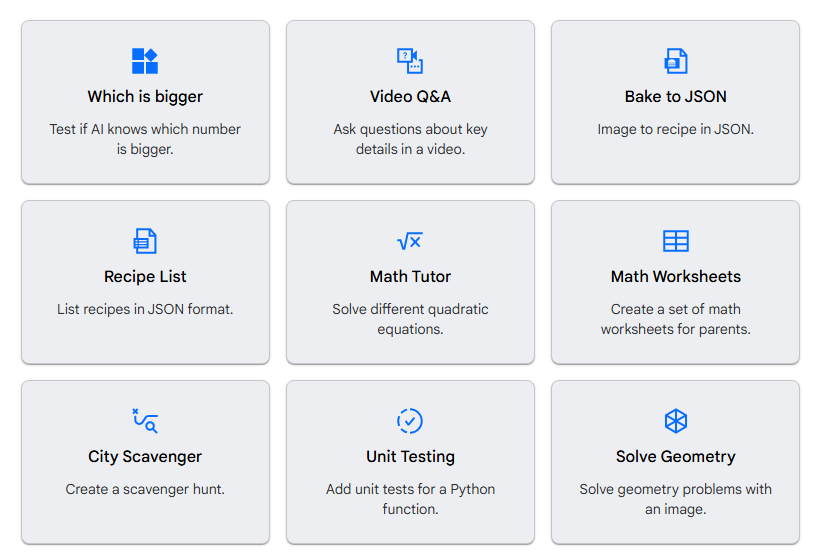 Which is bigger
Test if AI knows which number
is bigger.
Video Q&A
Ask questions about key
details in a video.
Bake to JSON
Image to recipe in JSON.
Recipe List
List recipes in JSON format.
Math Tutor
Solve different quadratic
equations.
Math Worksheets
Create a set of math
worksheets for parents.
City Scavenger
Create a scavenger hunt.
Unit Testing
Add unit tests for a Python
function.
Solve Geometry
Solve geometry problems with
an image.